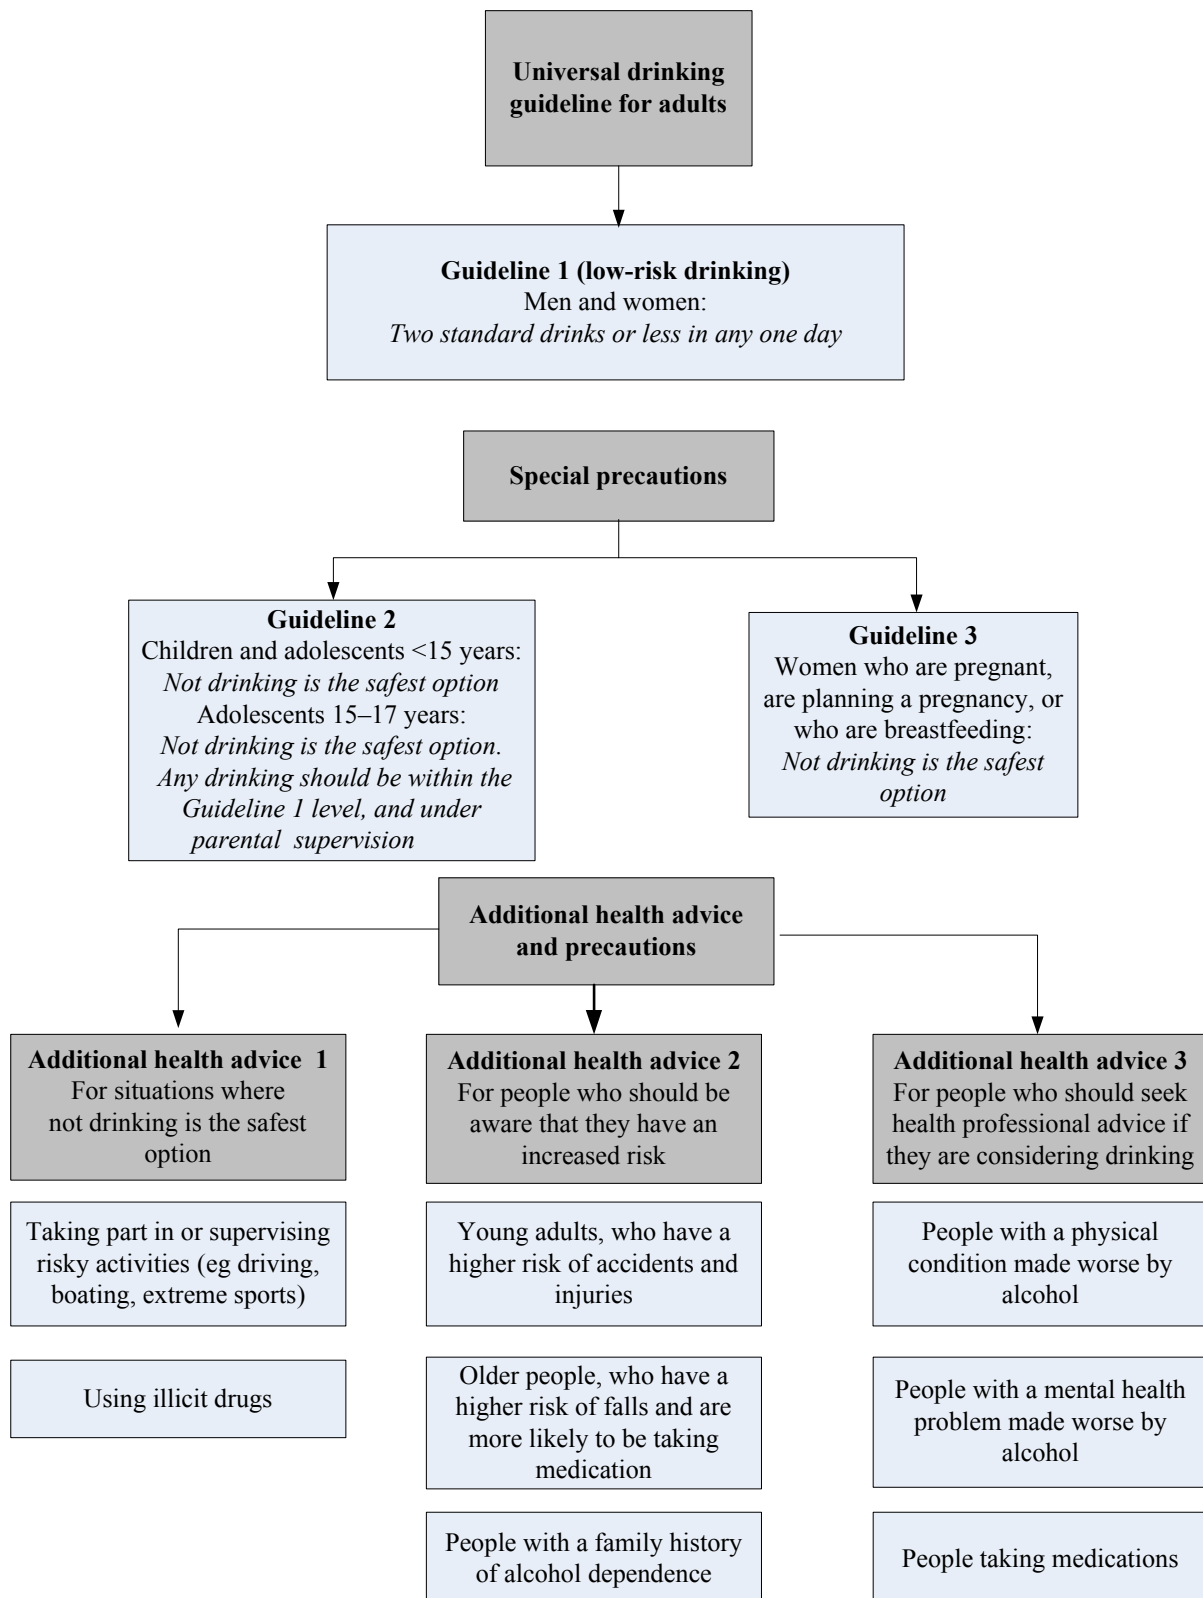 Universal drinking
guideline for adults
Guideline 1 (low-risk drinking)
Men and women:
Two standard drinks or less in any one day
Special precautions
Guideline 2
Children and adolescents <15 years:
Not drinking is the safest option
Adolescents 15–17 years:
Not drinking is the safest option.
Any drinking should be within the
Guideline 1 level, and under
parental supervision
Guideline 3
Women who are pregnant,
are planning a pregnancy, or
who are breastfeeding:
Not drinking is the safest
option
Additional health advice
and precautions
Additional health advice 1
For situations where
not drinking is the safest
option
Taking part in or supervising
risky activities (eg driving,
boating, extreme sports)
Using illicit drugs
Additional health advice 2
For people who should be
aware that they have an
increased risk
Young adults, who have a
higher risk of accidents and
injuries
Older people, who have a
higher risk of falls and are
more likely to be taking
medication
People with a family history
of alcohol dependence
Additional health advice 3
For people who should seek
health professional advice if
they are considering drinking
People with a physical
condition made worse by
alcohol
People with a mental health
problem made worse by
alcohol
People taking medications